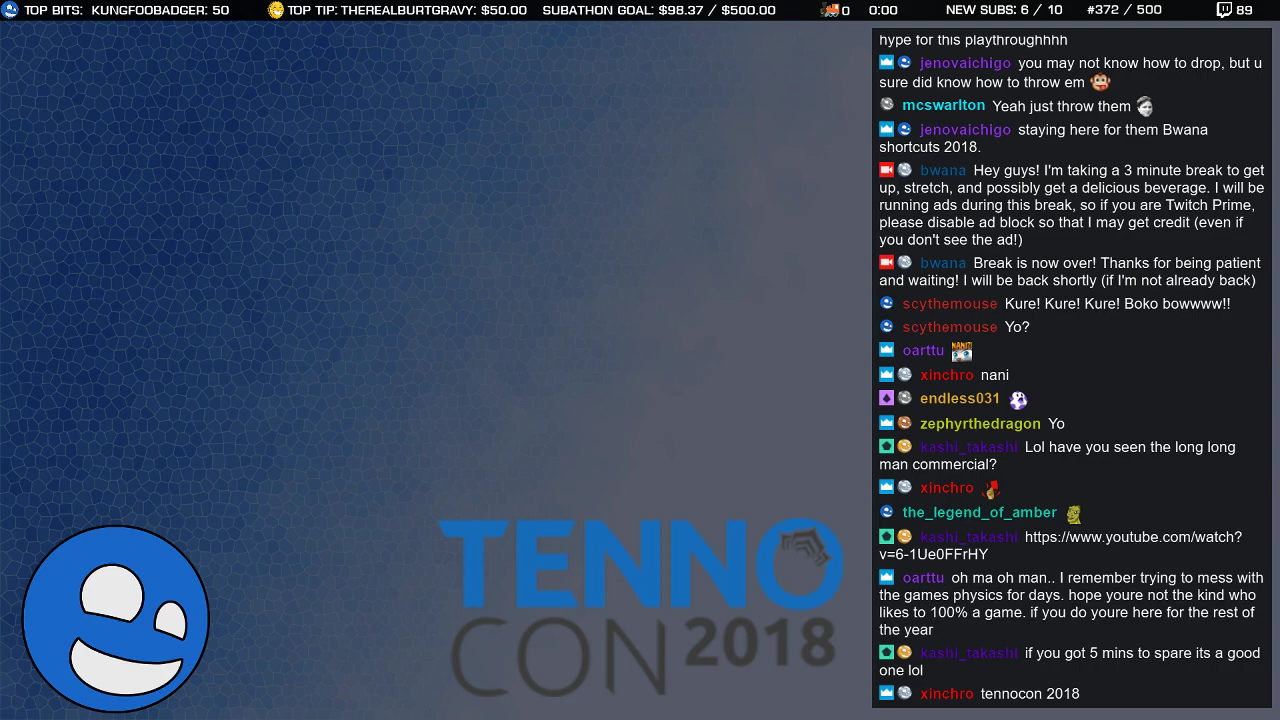 TOP BITS: KUNGFOOBADGER: 50 TOP TIP: THEREALBURTGRAVY: $50.00 SUBATHON GOAL: $98.37 / $500.00 0 0:00 NEW SUBS: 6 / 10 #372 / 500 89
hype for this playthroughhhh
jenovaichigo you may not know how to drop, but u
sure did know how to throw em
mcswarlton Yeah just throw them
jenovaichigo staying here for them Bwana
shortcuts 2018.
bwana Hey guys! I'm taking a 3 minute break to get
up, stretch, and possibly get a delicious beverage. I will be
running ads during this break, so if you are Twitch Prime,
please disable ad block so that I may get credit (even if
you don't see the ad!)
bwana Break is now over! Thanks for being patient
and waiting! I will be back shortly (if I'm not already back)
scythemouse Kure! Kure! Kure! Boko bowwww!!
scythemouse Yo?
oarttu NANI?!
xinchro nani
endless031
zephyrthedragon Yo
kashi_takashi Lol have you seen the long long
man commercial?
xinchro
the_legend_of_amber
kashi_takashi https://www.youtube.com/watch?
v=6-1Ue0FFrHY
oarttu oh ma oh man.. I remember trying to mess with
the games physics for days. hope youre not the kind who
likes to 100% a game. if you do youre here for the rest of
the year
kashi_takashi if you got 5 mins to spare its a good
one lol
xinchro tennocon 2018
TENNO
CON 2018